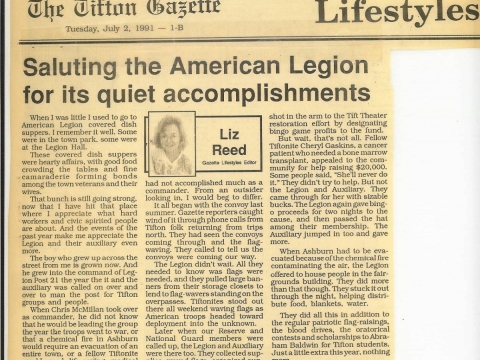 The Tifton Gazette
Lifestyles
Tuesday, July 2, 1991 — 1-B
Saluting the American Legion
for its quiet accomplishments
When I was little I used to go to
American Legion covered dish
suppers. I remember it well. Some
were in the town park, some were
at the Legion Hall.
These covered dish suppers
were hearty affairs, with good food
crowding the tables and fine
camaraderie forming bonds
among the town veterans and their
wives.
That bunch is still going strong,
now that I have hit that place
where I appreciate what hard
workers and civic spirited people
are about. And the events of the
past year make me appreciate the
Legion and their auxiliary even
more.
The boy who grew up across the
street from me is grown now. And
he grew into the command of Leg-
ion Post 21 the year the it and the
auxiliary was called on over and
over to man the post for Tifton
groups and people.
When Chris McMillan took over
as commander, he did not know
that he would be leading the group
the year the troops went to war, or
that a chemical fire in Ashburn
would require an evacuation of an
entire town, or a fellow Tiftonite
Liz
Reed
Gazette Lifestyles Editor
had not accomplished much as a
commander. From an outsider
looking in, I would beg to differ.
It all began with the convoy last
summer. Gazette reporters caught
wind of it through phone calls from
Tifton folk returning from trips
north. They had seen the convoys
coming through and the flag-
waving. They called to tell us the
convoys were coming our way.
The Legion didn't wait. All they
needed to know was flags were
needed, and they pulled large ban-
ners from their storage closets to
lend to flag-wavers standing on the
overpasses. Tiftonites stood out
there all weekend waving flags as
American troops headed toward
deployment into the unknown.
Later when our Reserve and
National Guard members were
called up, the Legion and Auxiliary
were there too. They collected sup-
shot in the arm to the Tift Theater
restoration effort by designating
bingo game profits to the fund.
But wait, that's not all. Fellow
Tiftonite Cheryl Gaskins, a cancer
patient who needed a bone marrow
transplant, appealed to the com-
munity for help raising $20,000.
Some people said, "She'll never do
it." They didn't try to help. But not
the Legion and Auxiliary. They
came through for her with sizable
bucks. The Legion again gave bing-
o proceeds for two nights to the
cause, and then passed the hat
among their membership. The
Auxiliary jumped in too and gave
more.
When Ashburn had to be eva-
cuated because of the chemical fire
contaminating the air, the Legion
offered to house people in the fair-
grounds building. They did more
than that though. They stuck it out
through the night, helping distri-
bute food, blankets, water.
They did all this in addition to
the regular patriotic flag-raisings,
the blood drives, the oratorical
contests and scholarships to Abra-
ham Baldwin for Tifton students.
Just a little extra this year, nothing
more.